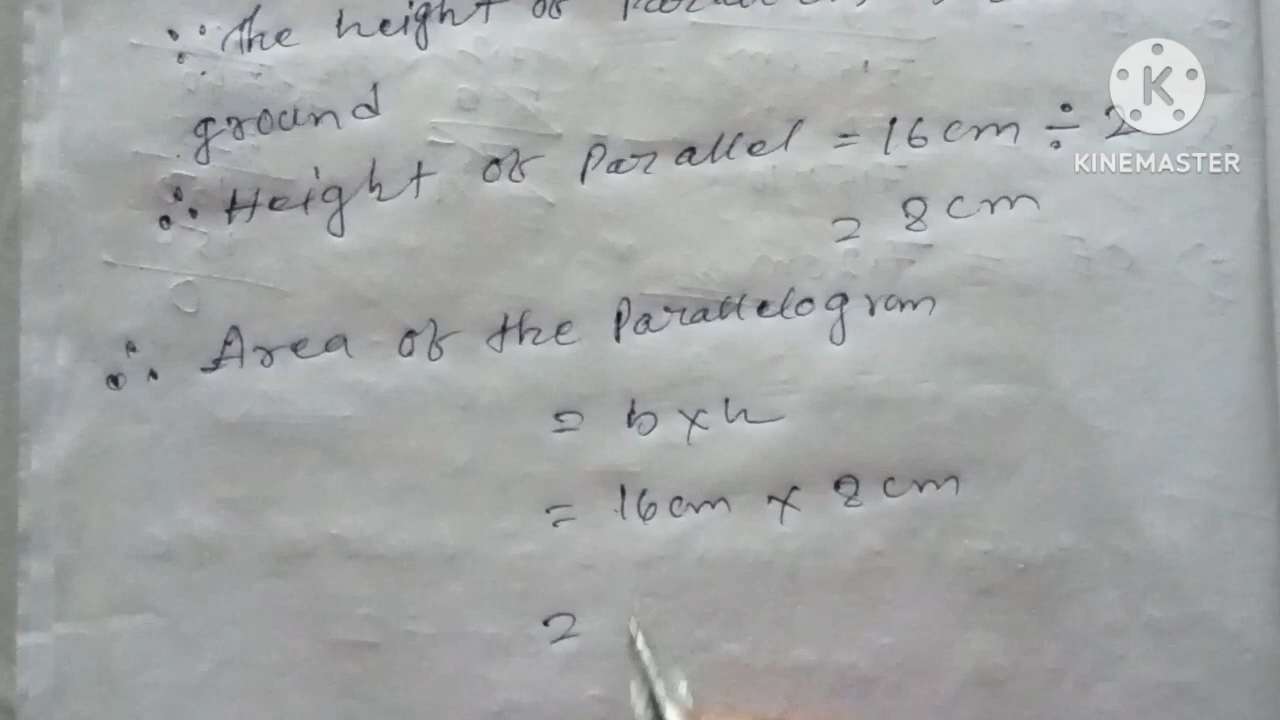 ∵ The height of
ground
∴ Height of Parallel = 16 cm ÷ 2
= 8 cm
∴ Area of the Parallelogram
= b × h
= 16 cm × 8 cm
=
K
KINEMASTER